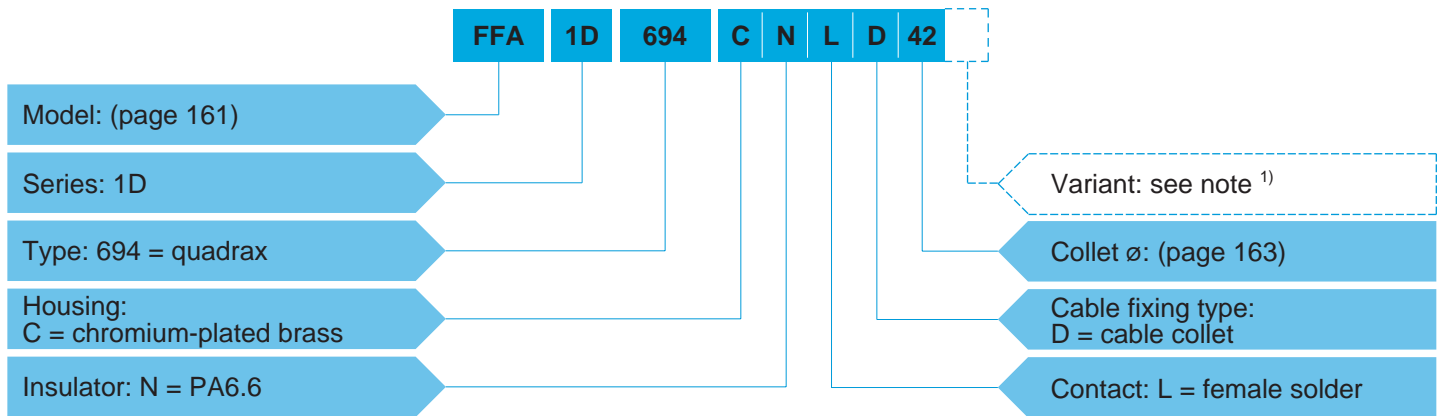 FFA 1D 694 C N L D 42
Model: (page 161)
Series: 1D
Type: 694 = quadrax
Housing:
C = chromium-plated brass
Insulator: N = PA6.6
Variant: see note 1)
Collet ø: (page 163)
Cable fixing type:
D = cable collet
Contact: L = female solder